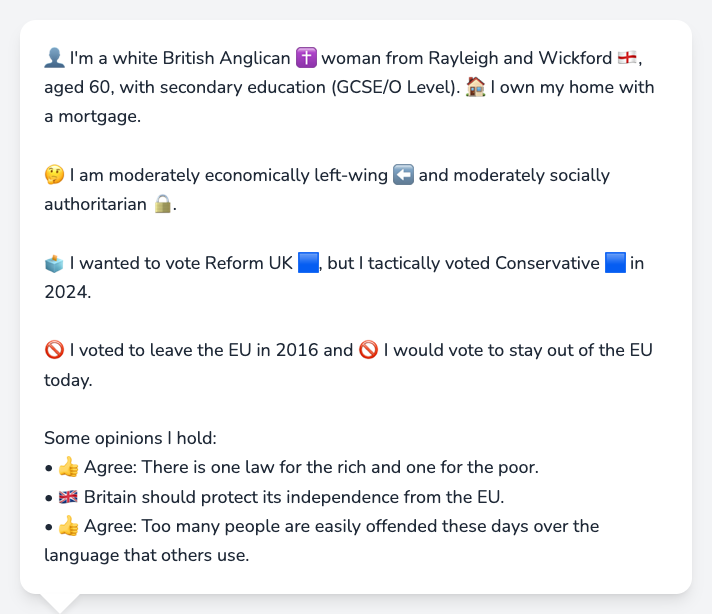 👤 I'm a white British Anglican ✝️ woman from Rayleigh and Wickford 🏴󠁧󠁢󠁥󠁮󠁧󠁿,
aged 60, with secondary education (GCSE/O Level). 🏠 I own my home with
a mortgage.
🤔 I am moderately economically left-wing ⬅️ and moderately socially
authoritarian 🔒.
🗳️ I wanted to vote Reform UK 🟦, but I tactically voted Conservative 🟦 in
2024.
🚫 I voted to leave the EU in 2016 and 🚫 I would vote to stay out of the EU
today.
Some opinions I hold:
• 👍 Agree: There is one law for the rich and one for the poor.
• 🇬🇧 Britain should protect its independence from the EU.
• 👍 Agree: Too many people are easily offended these days over the
language that others use.